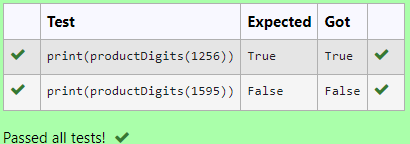 Test Expected Got
print(productDigits(1256)) True True
print(productDigits(1595)) False False
Passed all tests!